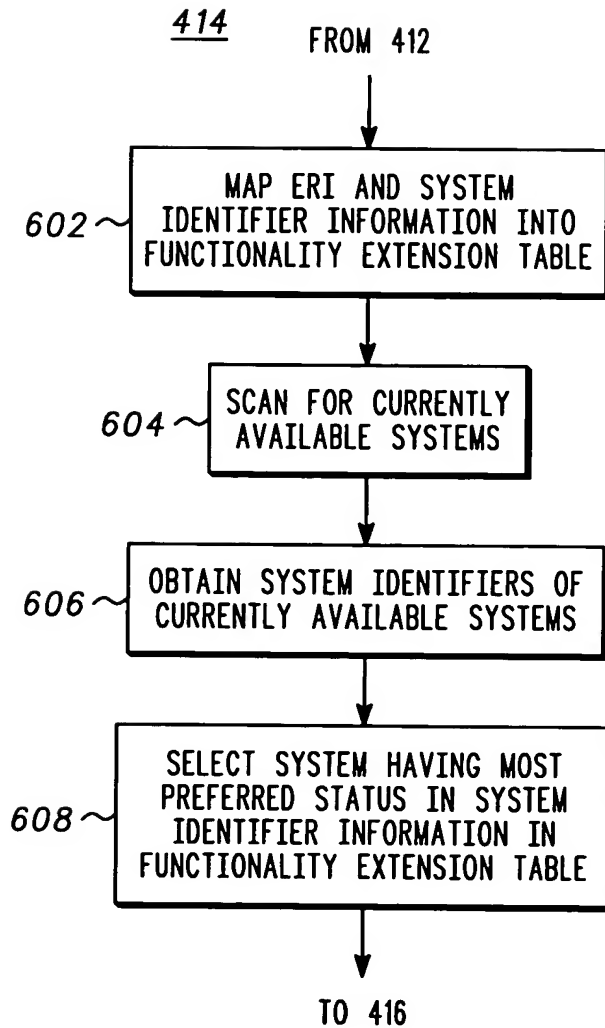 414
FROM 412
602
MAP ERI AND SYSTEM
IDENTIFIER INFORMATION INTO
FUNCTIONALITY EXTENSION TABLE
604
SCAN FOR CURRENTLY
AVAILABLE SYSTEMS
606
OBTAIN SYSTEM IDENTIFIERS OF
CURRENTLY AVAILABLE SYSTEMS
608
SELECT SYSTEM HAVING MOST
PREFERRED STATUS IN SYSTEM
IDENTIFIER INFORMATION IN
FUNCTIONALITY EXTENSION TABLE
TO 416